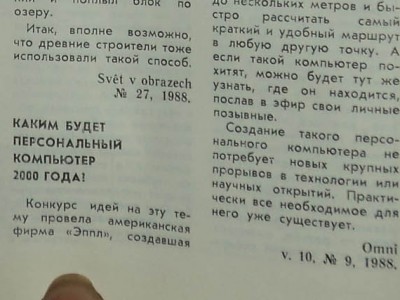 и поплыл блок по
озеру.
Итак, вполне возможно,
что древние строители тоже
использовали такой способ.
Svět v obrazech
№ 27, 1988.
КАКИМ БУДЕТ
ПЕРСОНАЛЬНЫЙ
КОМПЬЮТЕР
2000 ГОДА?
Конкурс идей на эту те-
му провела американская
фирма «Эппл», создавшая
до нескольких метров и бы-
стро рассчитать самый
краткий и удобный маршрут
в любую другую точку. А
если такой компьютер по-
хитят, можно будет тут же
узнать, где он находится,
послав в эфир свои личные
позывные.
Создание такого персо-
нального компьютера не
потребует новых крупных
прорывов в технологии или
научных открытий. Практи-
чески все необходимое для
него уже существует.
Omni
v. 10, № 9, 1988.